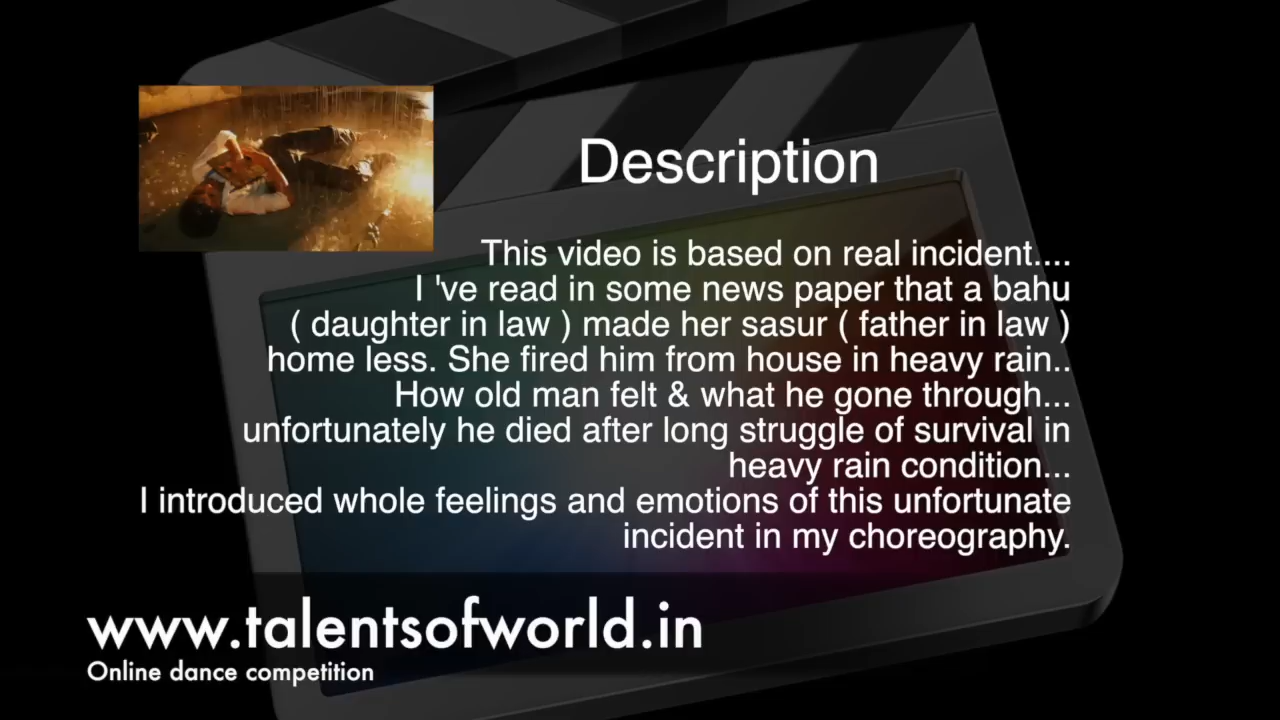 Description
This video is based on real incident....
I 've read in some news paper that a bahu
( daughter in law ) made her sasur ( father in law )
home less. She fired him from house in heavy rain..
How old man felt & what he gone through...
unfortunately he died after long struggle of survival in
heavy rain condition...
I introduced whole feelings and emotions of this unfortunate
incident in my choreography.
www.talentsofworld.in
Online dance competition